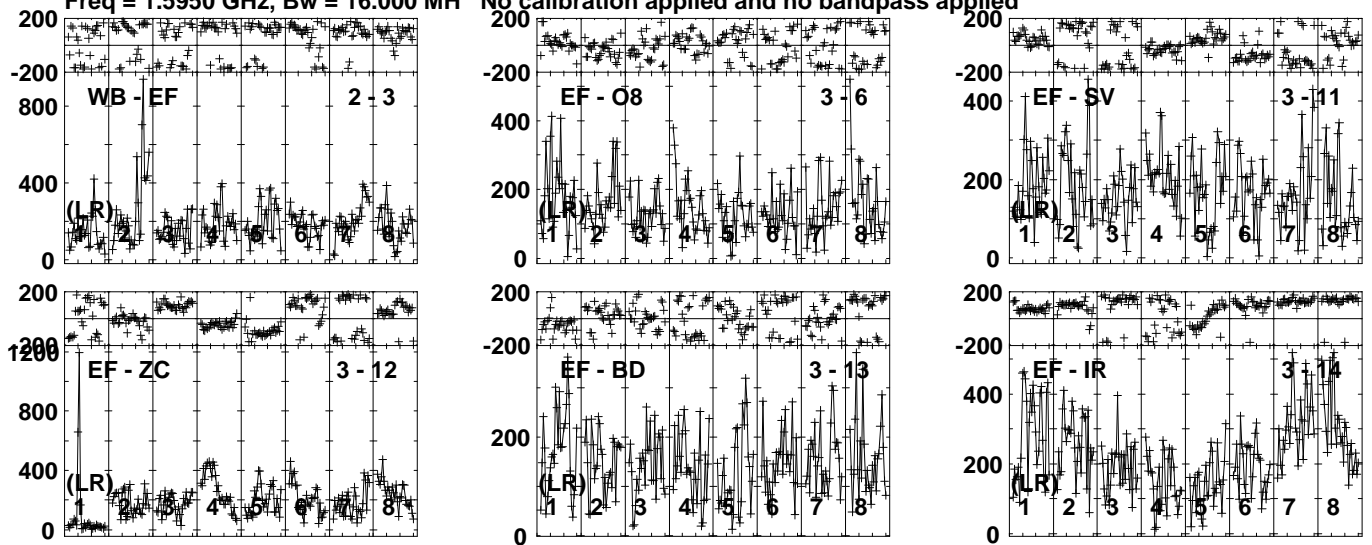 Freq = 1.5950 GHz, Bw = 16.000 MH No calibration applied and no bandpass applied
200 200 200
-200 -200 -200
WB - EF 2 - 3 EF - O8 3 - 6 EF - SV 3 - 11
800
400 400
400 200 200
(LR) (LR) (LR)
1 2 3 4 5 6 7 8 1 2 3 4 5 6 7 8 1 2 3 4 5 6 7 8
0 0 0
200 200 200
-200 -200 -200
1200
EF - ZC 3 - 12 EF - BD 3 - 13 EF - IR 3 - 14
800 400
400 200 200
(LR) (LR) (LR)
1 2 3 4 5 6 7 8 1 2 3 4 5 6 7 8 1 2 3 4 5 6 7 8
0 0 0